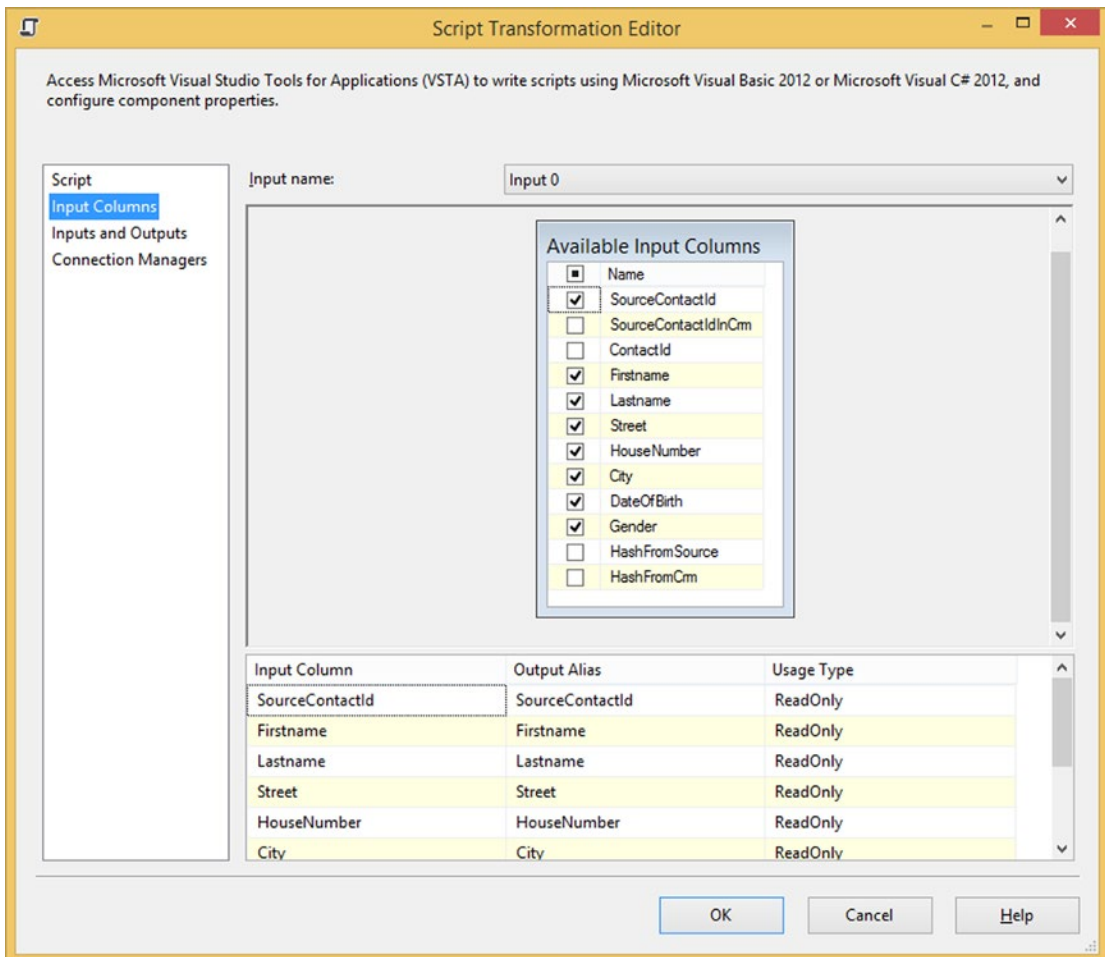 Script Transformation Editor
Access Microsoft Visual Studio Tools for Applications (VSTA) to write scripts using Microsoft Visual Basic 2012 or Microsoft Visual C# 2012, and
configure component properties.
Script
Input Columns
Inputs and Outputs
Connection Managers
Input name:
Input 0
Available Input Columns
Name
SourceContactId
SourceContactIdInCrm
ContactId
Firstname
Lastname
Street
HouseNumber
City
DateOfBirth
Gender
HashFromSource
HashFromCrm
Input Column Output Alias Usage Type
SourceContactId SourceContactId ReadOnly
Firstname Firstname ReadOnly
Lastname Lastname ReadOnly
Street Street ReadOnly
HouseNumber HouseNumber ReadOnly
City City ReadOnly
OK Cancel Help